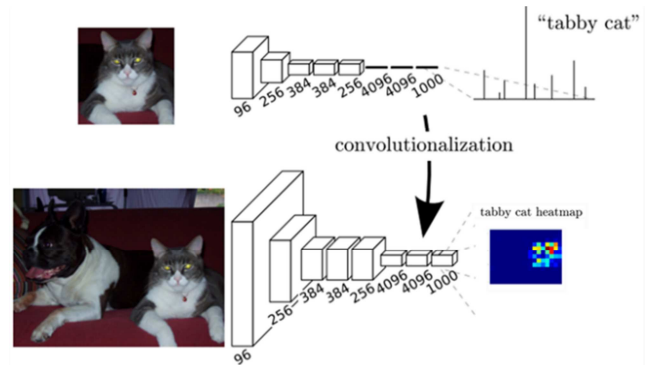 “tabby cat”
96 256 384 384 256 4096 4096 1000
convolutionalization
tabby cat heatmap
96 256 384 384 256 4096 4096 1000